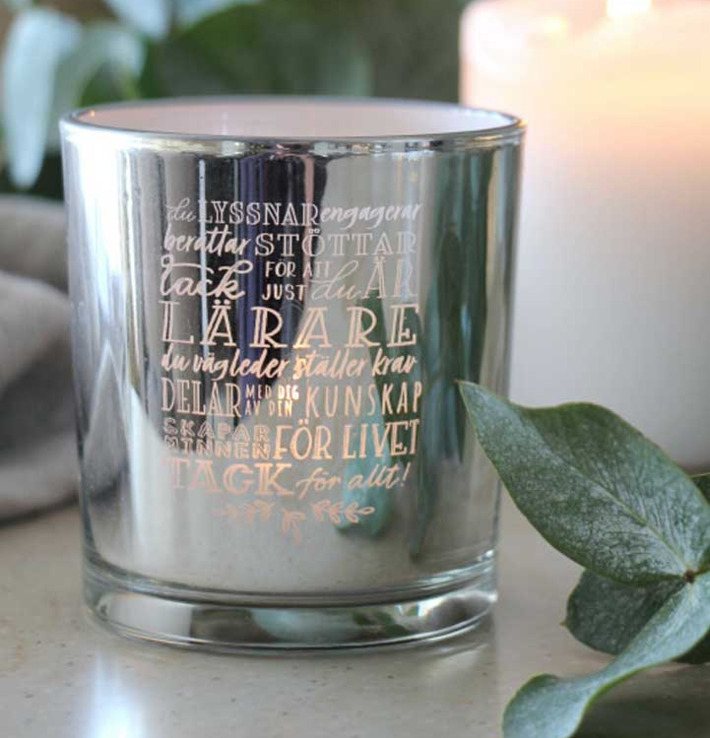 du LYSSNAR engagerar
berättar STÖTTAR
tack FÖR ATT JUST du ÄR
LÄRARE
du vägleder ställer krav
DELAR MED DIG AV DIN KUNSKAP
SKAPAR MINNEN FÖR LIVET
TACK för allt!